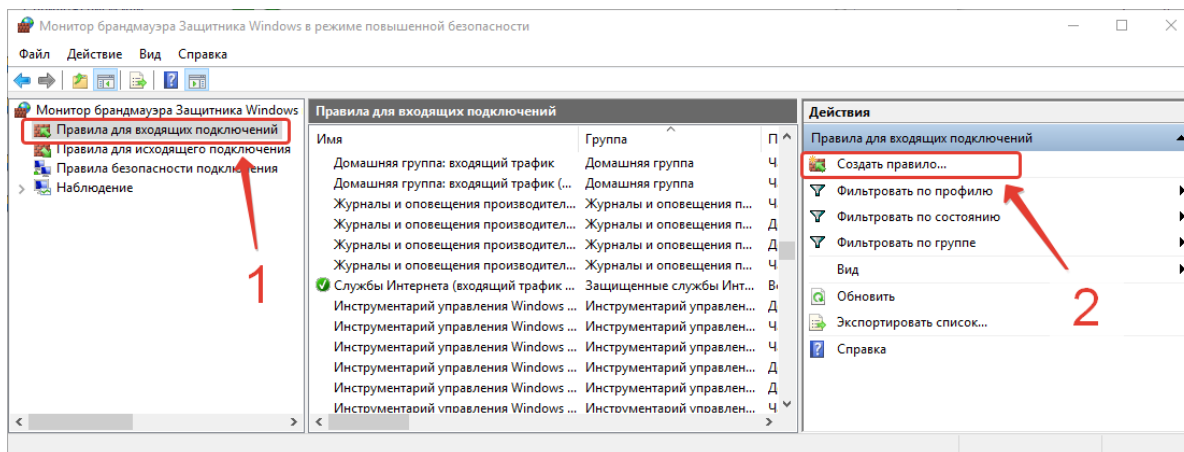 Монитор брандмауэра Защитника Windows в режиме повышенной безопасности
Файл Действие Вид Справка
Монитор брандмауэра Защитника Windows
Правила для входящих подключений
Правила для исходящего подключения
Правила безопасности подключения
Наблюдение
1
Правила для входящих подключений
Имя Группа П
Домашняя группа: входящий трафик Домашняя группа Ч
Домашняя группа: входящий трафик (... Домашняя группа Ч
Журналы и оповещения производител... Журналы и оповещения п... Ч
Журналы и оповещения производител... Журналы и оповещения п... Д
Журналы и оповещения производител... Журналы и оповещения п... Д
Журналы и оповещения производител... Журналы и оповещения п... Ч
Службы Интернета (входящий трафик ... Защищенные службы Инт... В
Инструментарий управления Windows ... Инструментарий управлен... Д
Инструментарий управления Windows ... Инструментарий управлен... Ч
Инструментарий управления Windows ... Инструментарий управлен... Ч
Инструментарий управления Windows ... Инструментарий управлен... Д
Инструментарий управления Windows ... Инструментарий управлен... Д
Инструментарий управления Windows ... Инструментарий управлен... Ч
Действия
Правила для входящих подключений
Создать правило...
Фильтровать по профилю
Фильтровать по состоянию
Фильтровать по группе
Вид
Обновить
Экспортировать список...
Справка
2